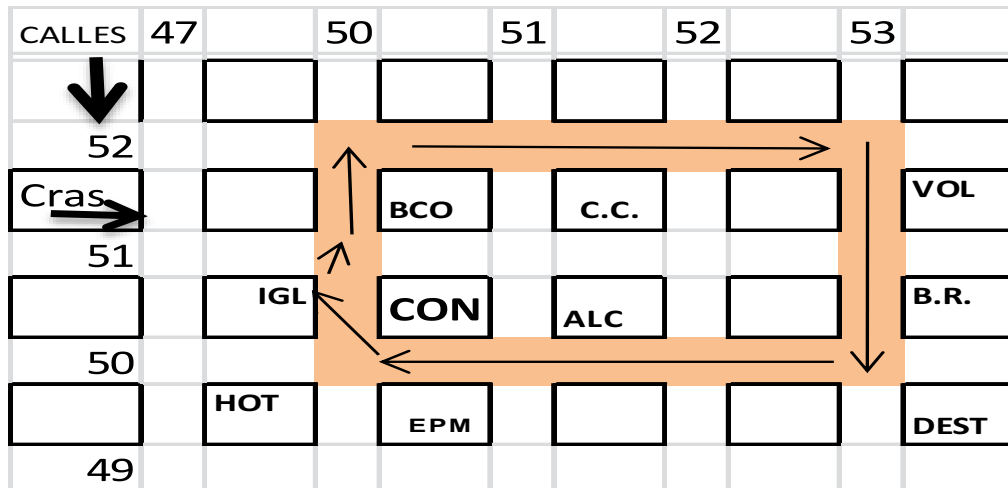 CALLES 47 50 51 52 53
52
Cras BCO C.C. VOL
51
IGL CON ALC B.R.
50
HOT EPM DEST
49